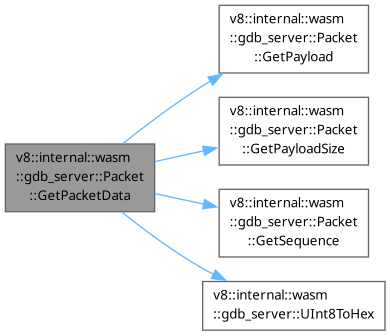 v8::internal::wasm
::gdb_server::Packet
::GetPacketData
v8::internal::wasm
::gdb_server::Packet
::GetPayload
v8::internal::wasm
::gdb_server::Packet
::GetPayloadSize
v8::internal::wasm
::gdb_server::Packet
::GetSequence
v8::internal::wasm
::gdb_server::UInt8ToHex